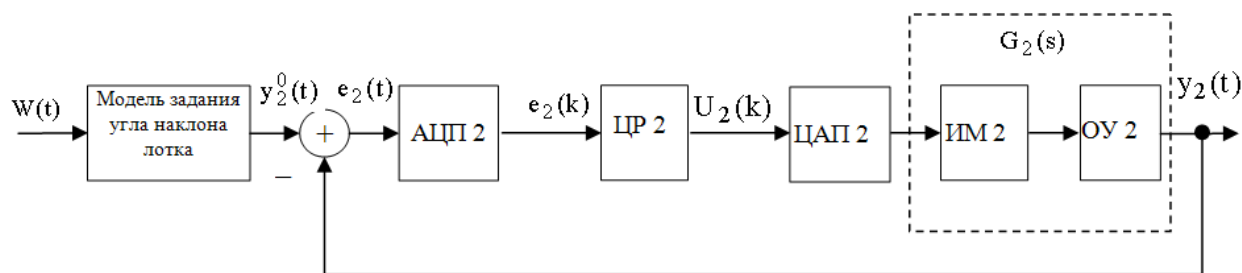 G₂(s)
W(t)
Модель задания
угла наклона
лотка
y₂⁰(t)
e₂(t)
+
−
АЦП 2
e₂(k)
ЦР 2
U₂(k)
ЦАП 2
ИМ 2
ОУ 2
y₂(t)